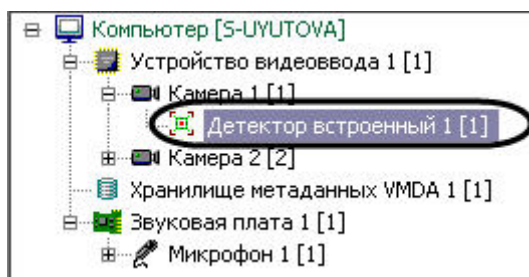 Компьютер [S-UYUTOVA]
Устройство видеоввода 1 [1]
Камера 1 [1]
Детектор встроенный 1 [1]
Камера 2 [2]
Хранилище метаданных VMDA 1 [1]
Звуковая плата 1 [1]
Микрофон 1 [1]